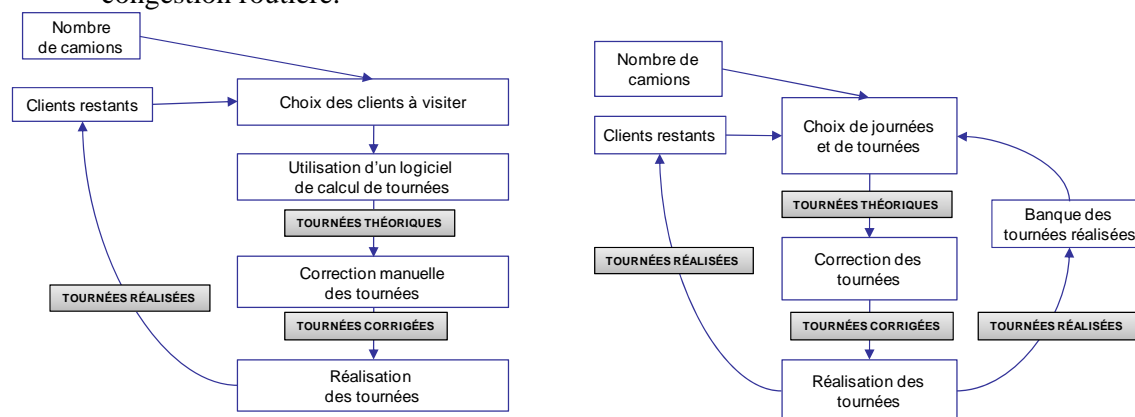 congestion routière.
Nombre
de camions
Clients restants
Choix des clients à visiter
Utilisation d'un logiciel
de calcul de tournées
TOURNÉES THÉORIQUES
Correction manuelle
des tournées
TOURNÉES RÉALISÉES
TOURNÉES CORRIGÉES
Réalisation
des tournées
Nombre de
camions
Clients restants
Choix de journées
et de tournées
TOURNÉES THÉORIQUES
Banque des
tournées réalisées
TOURNÉES RÉALISÉES
Correction des
tournées
TOURNÉES CORRIGÉES
TOURNÉES RÉALISÉES
Réalisation des
tournées